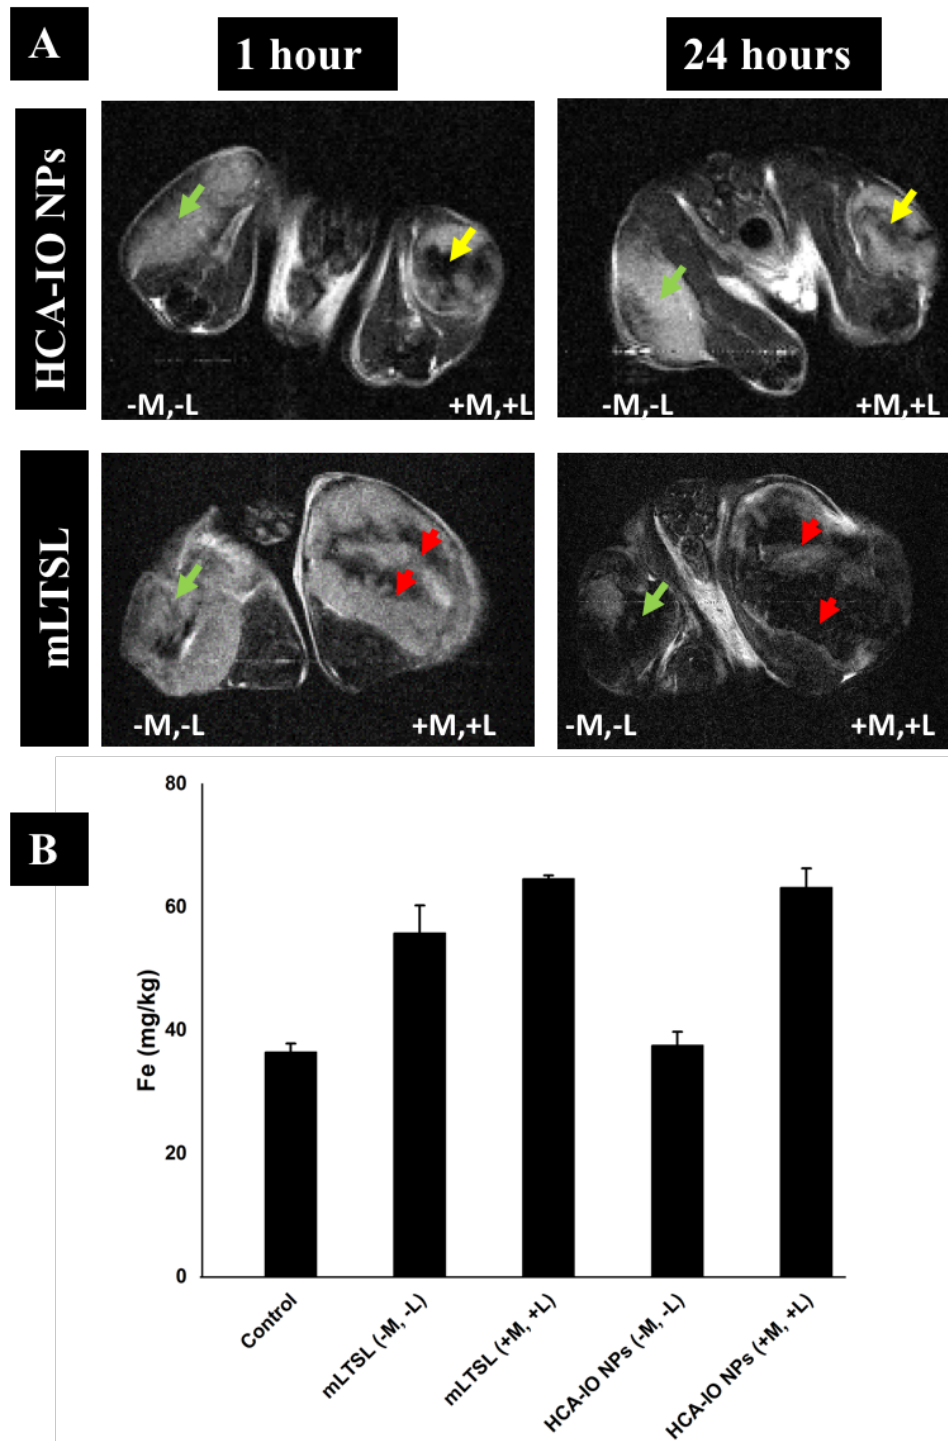 A
1 hour
24 hours
HCA-IO NPs
-M,-L
+M,+L
-M,-L
+M,+L
mLTSL
-M,-L
+M,+L
-M,-L
+M,+L
B
80
60
40
20
0
Fe (mg/kg)
Control
mLTSL (-M, -L)
mLTSL (+M, +L)
HCA-IO NPs (-M, -L)
HCA-IO NPs (+M, +L)